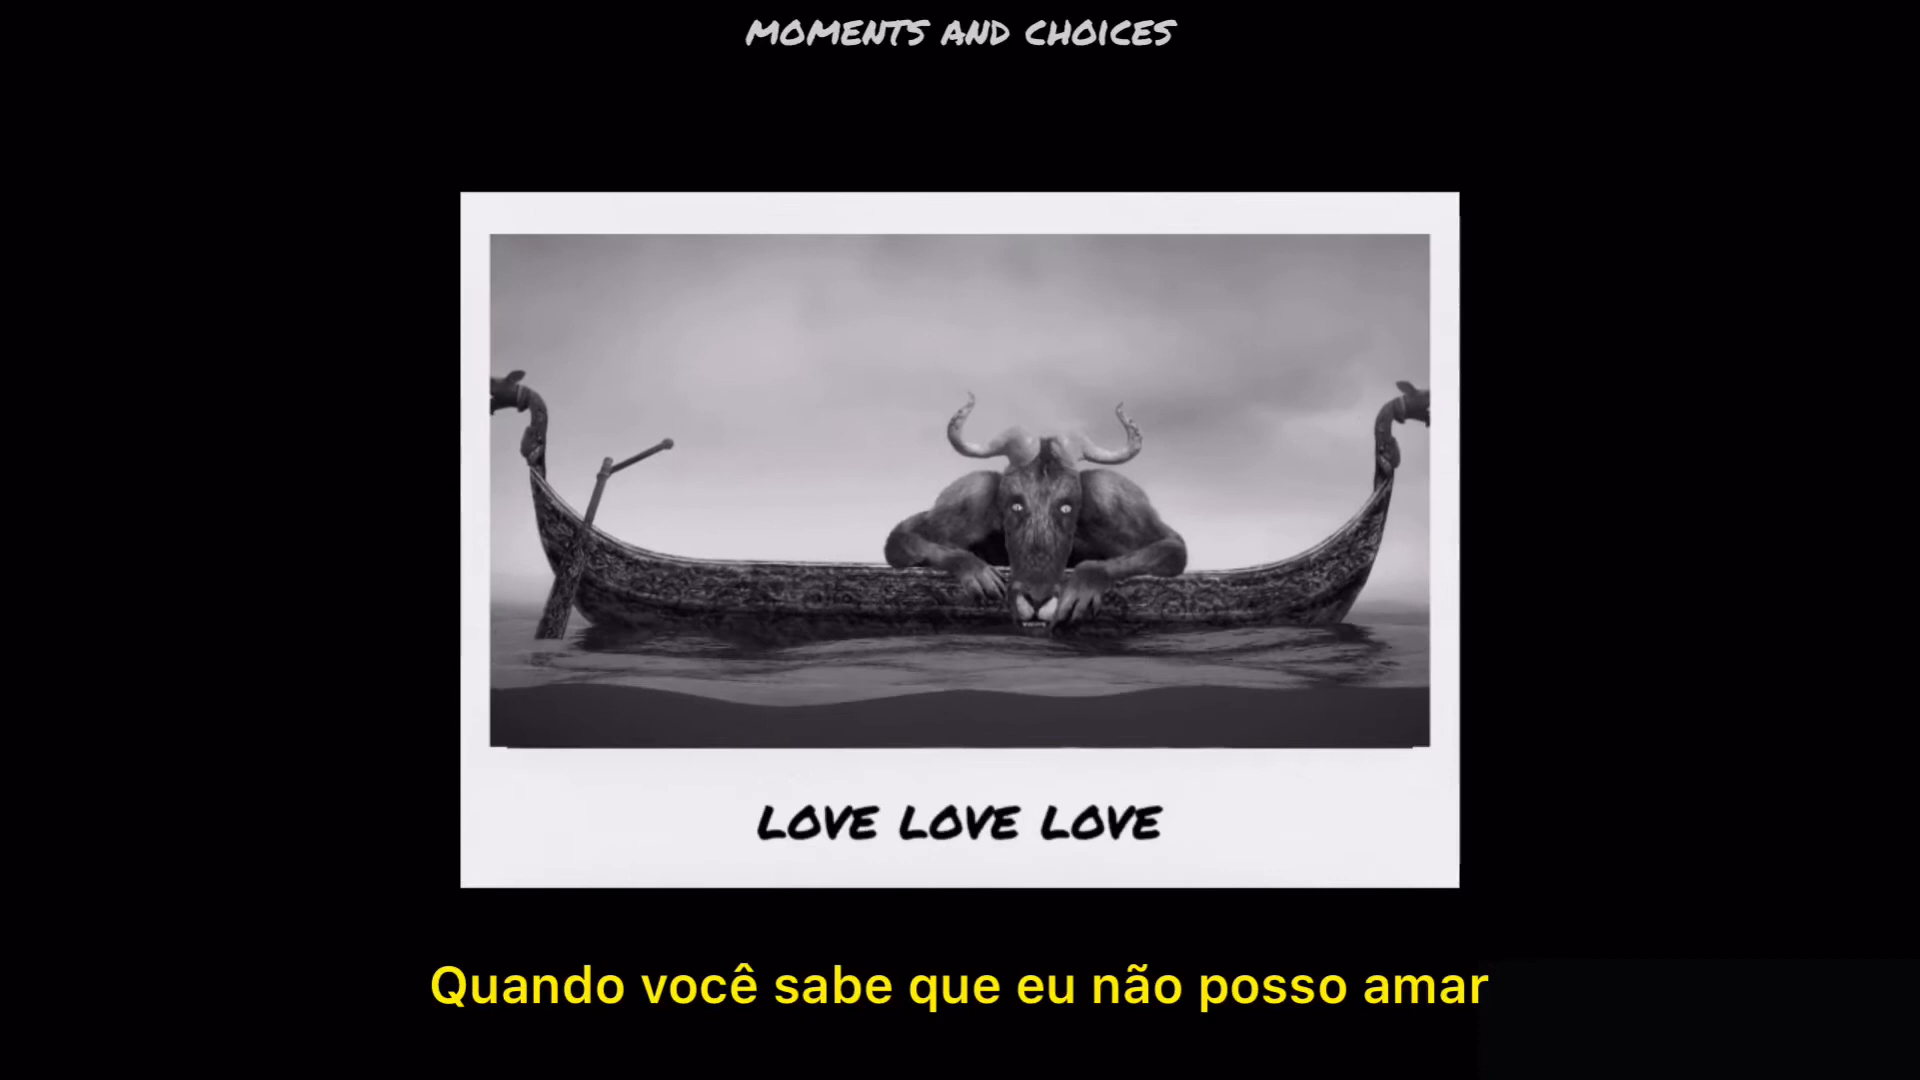 MOMENTS AND CHOICES
LOVE LOVE LOVE
Quando você sabe que eu não posso amar